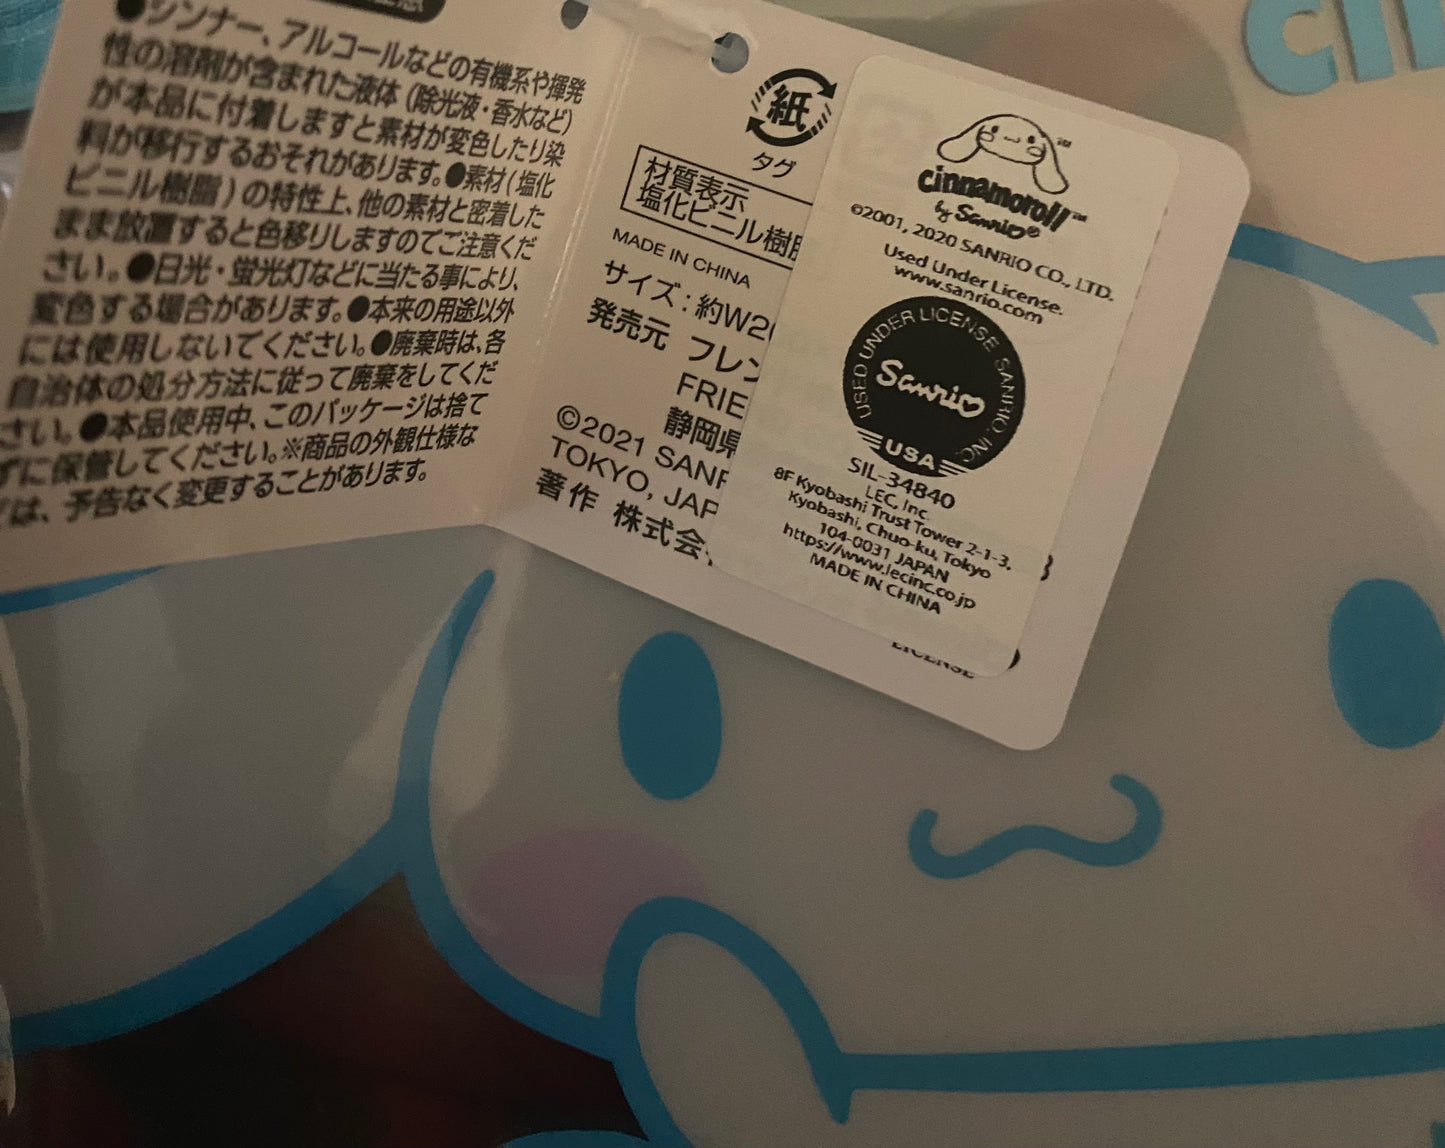 ●シンナー、アルコールなどの有機系や揮発
性の溶剤が含まれた液体(除光液・香水など)
が本品に付着しますと素材が変色したり染
料が移行するおそれがあります。●素材(塩化
ビニル樹脂)の特性上、他の素材と密着した
まま放置すると色移りしますのでご注意くだ
さい。●日光・蛍光灯などに当たる事により、
変色する場合があります。●本来の用途以外
には使用しないでください。●廃棄時は、各
自治体の処分方法に従って廃棄をしてくだ
さい。●本品使用中、このパッケージは捨て
ずに保管してください。※商品の外観仕様な
は、予告なく変更することがあります。
紙
タグ
材質表示
塩化ビニル樹脂
MADE IN CHINA
サイズ:約W2
発売元 フレン
FRIE
静岡県
©2021 SANR
TOKYO, JAP
著作 株式会
cinnamoroll™
by Sanrio®
©2001, 2020 SANRIO CO., LTD.
Used Under License.
www.sanrio.com
USED UNDER LICENSE SANRIO, INC.
Sanrio
USA
SIL-34840
LEC, Inc.
8F Kyobashi Trust Tower 2-1-3,
Kyobashi, Chuo-ku, Tokyo
104-0031 JAPAN
https://www.lecinc.co.jp
MADE IN CHINA
LICENSE
ci